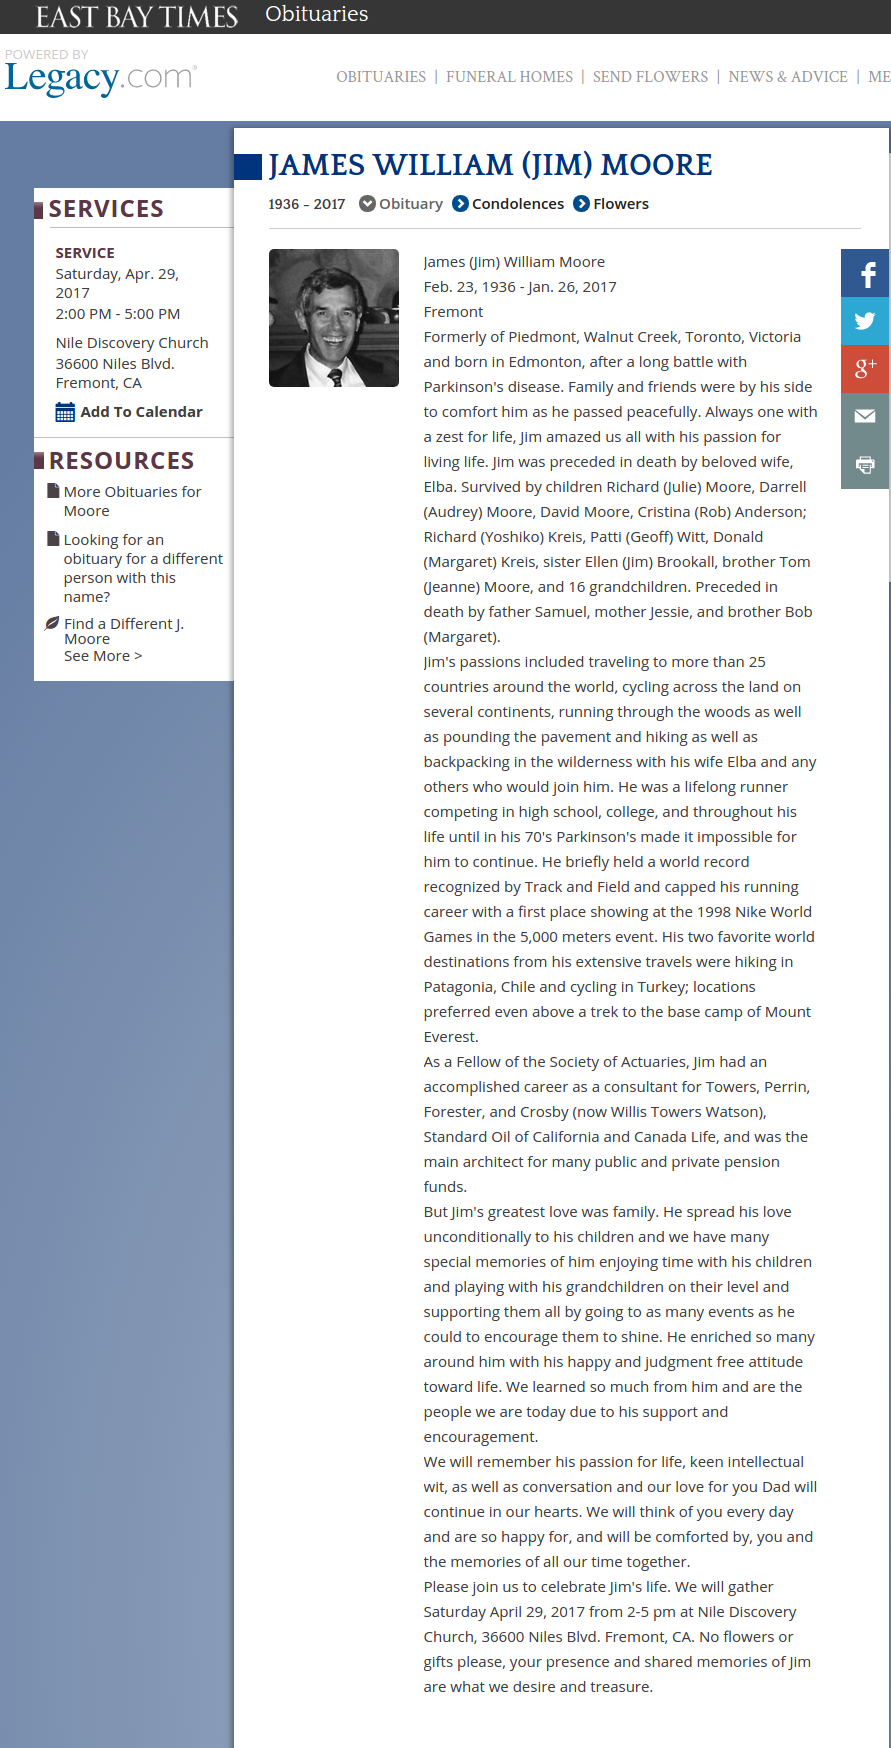 EAST BAY TIMES Obituaries
POWERED BY
Legacy.com®
OBITUARIES | FUNERAL HOMES | SEND FLOWERS | NEWS & ADVICE | ME
JAMES WILLIAM (JIM) MOORE
1936 - 2017 Obituary Condolences Flowers
SERVICES
SERVICE
Saturday, Apr. 29,
2017
2:00 PM - 5:00 PM
Nile Discovery Church
36600 Niles Blvd.
Fremont, CA
Add To Calendar
RESOURCES
More Obituaries for
Moore
Looking for an
obituary for a different
person with this
name?
Find a Different J.
Moore
See More >
James (Jim) William Moore
Feb. 23, 1936 - Jan. 26, 2017
Fremont
Formerly of Piedmont, Walnut Creek, Toronto, Victoria
and born in Edmonton, after a long battle with
Parkinson's disease. Family and friends were by his side
to comfort him as he passed peacefully. Always one with
a zest for life, Jim amazed us all with his passion for
living life. Jim was preceded in death by beloved wife,
Elba. Survived by children Richard (Julie) Moore, Darrell
(Audrey) Moore, David Moore, Cristina (Rob) Anderson;
Richard (Yoshiko) Kreis, Patti (Geoff) Witt, Donald
(Margaret) Kreis, sister Ellen (Jim) Brookall, brother Tom
(Jeanne) Moore, and 16 grandchildren. Preceded in
death by father Samuel, mother Jessie, and brother Bob
(Margaret).
Jim's passions included traveling to more than 25
countries around the world, cycling across the land on
several continents, running through the woods as well
as pounding the pavement and hiking as well as
backpacking in the wilderness with his wife Elba and any
others who would join him. He was a lifelong runner
competing in high school, college, and throughout his
life until in his 70's Parkinson's made it impossible for
him to continue. He briefly held a world record
recognized by Track and Field and capped his running
career with a first place showing at the 1998 Nike World
Games in the 5,000 meters event. His two favorite world
destinations from his extensive travels were hiking in
Patagonia, Chile and cycling in Turkey; locations
preferred even above a trek to the base camp of Mount
Everest.
As a Fellow of the Society of Actuaries, Jim had an
accomplished career as a consultant for Towers, Perrin,
Forester, and Crosby (now Willis Towers Watson),
Standard Oil of California and Canada Life, and was the
main architect for many public and private pension
funds.
But Jim's greatest love was family. He spread his love
unconditionally to his children and we have many
special memories of him enjoying time with his children
and playing with his grandchildren on their level and
supporting them all by going to as many events as he
could to encourage them to shine. He enriched so many
around him with his happy and judgment free attitude
toward life. We learned so much from him and are the
people we are today due to his support and
encouragement.
We will remember his passion for life, keen intellectual
wit, as well as conversation and our love for you Dad will
continue in our hearts. We will think of you every day
and are so happy for, and will be comforted by, you and
the memories of all our time together.
Please join us to celebrate Jim's life. We will gather
Saturday April 29, 2017 from 2-5 pm at Nile Discovery
Church, 36600 Niles Blvd. Fremont, CA. No flowers or
gifts please, your presence and shared memories of Jim
are what we desire and treasure.
f
g+